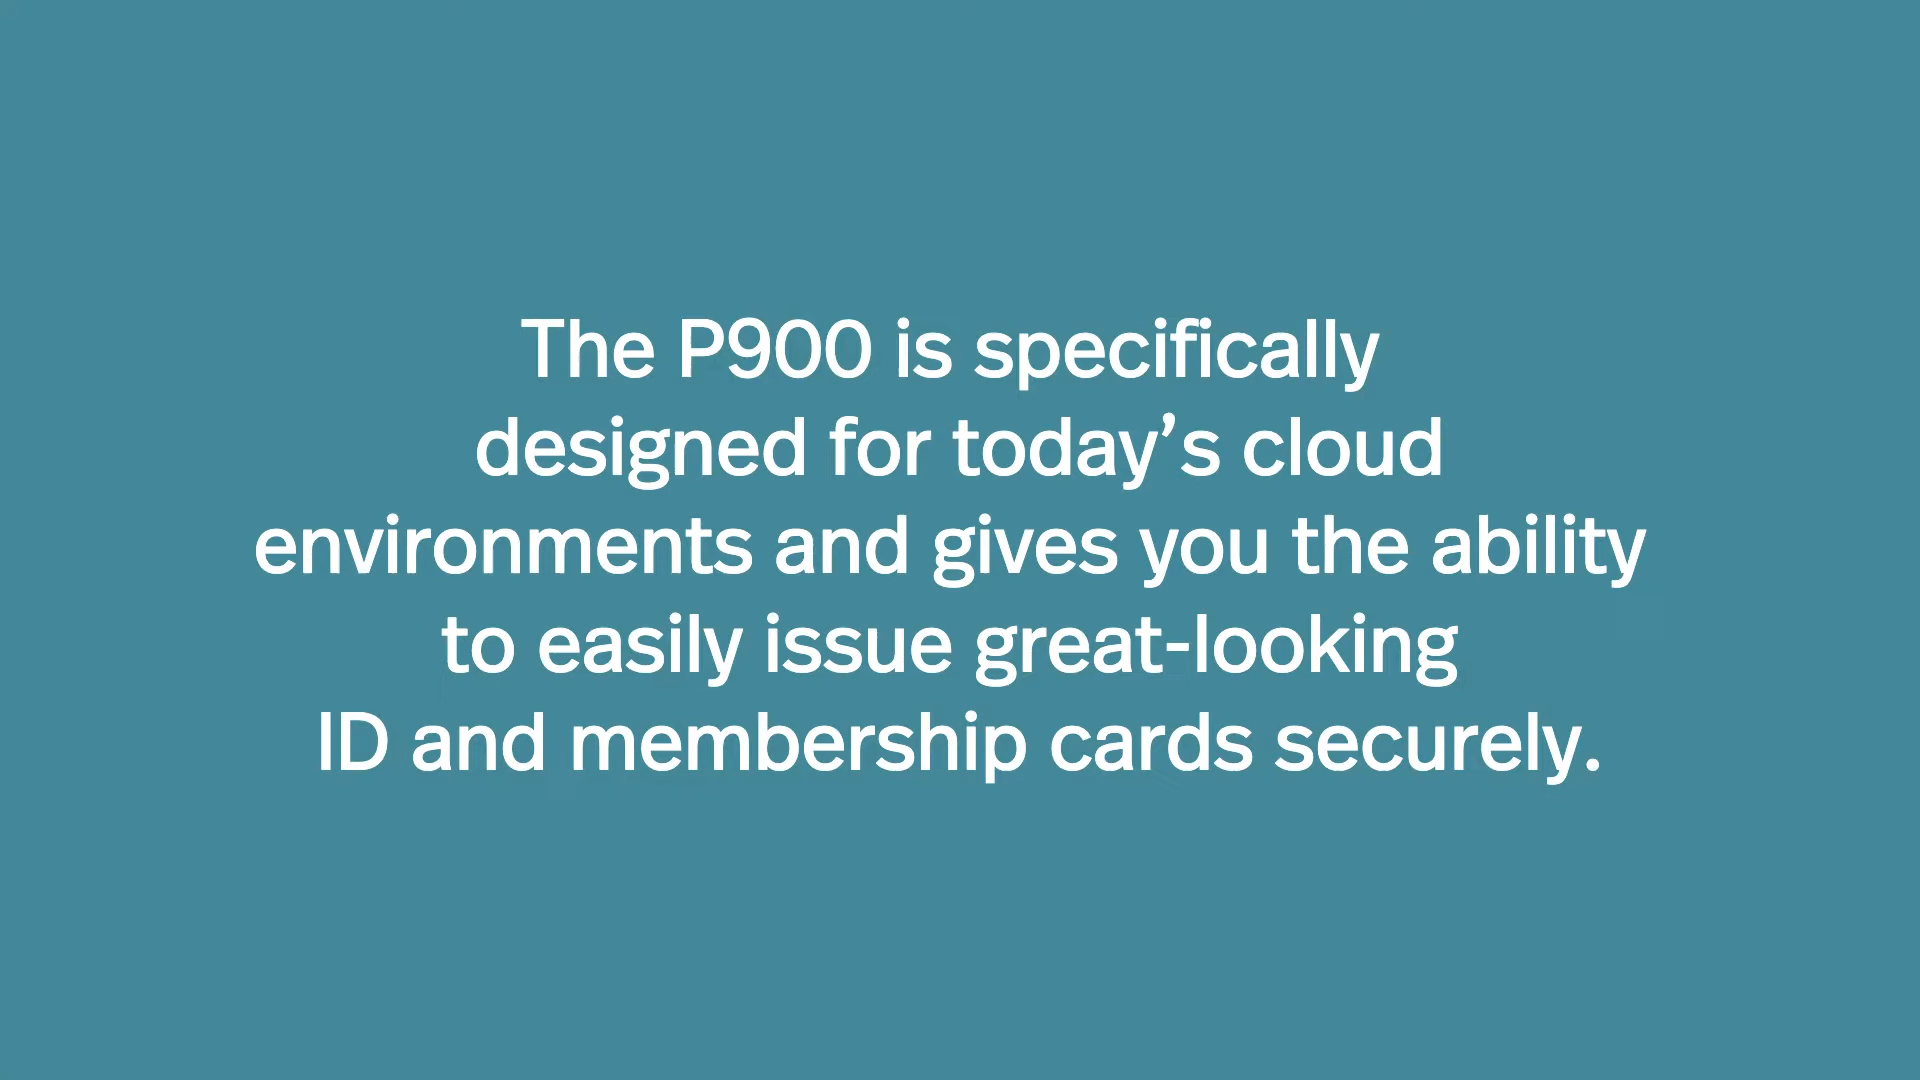 The P900 is specifically
designed for today’s cloud
environments and gives you the ability
to easily issue great-looking
ID and membership cards securely.